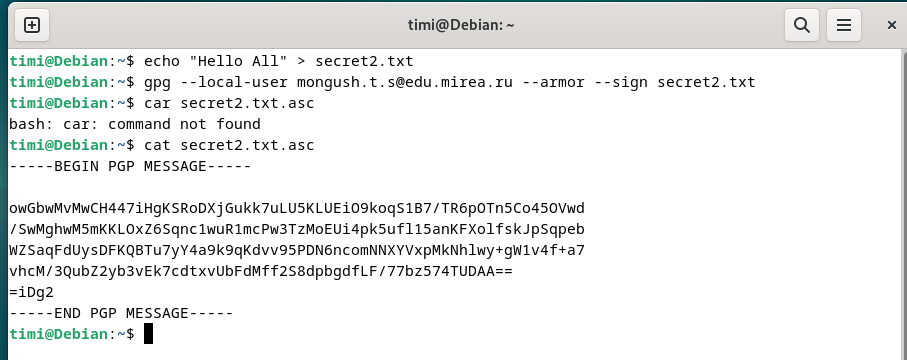 timi@Debian: ~
timi@Debian:~$ echo "Hello All" > secret2.txt
timi@Debian:~$ gpg --local-user mongush.t.s@edu.mirea.ru --armor --sign secret2.txt
timi@Debian:~$ car secret2.txt.asc
bash: car: command not found
timi@Debian:~$ cat secret2.txt.asc
-----BEGIN PGP MESSAGE-----
owGbwMvMwCH447iHgKSRoDXjGukk7uLU5KLUEiO9koqS1B7/TR6pOTn5Co45OVwd
/SwMghwM5mKKLOxZ6Sqnc1wuR1mcPw3TzMoEUi4pk5ufl15anKFXolfskJpSqpeb
WZSaqFdUysDFKQBTu7yY4a9k9qKdvv95PDN6ncomNNXYVxpMkNhlwy+gW1v4f+a7
vhcM/3QubZ2yb3vEk7cdtxvUbFdMff2S8dpbgdfLF/77bz574TUDAA==
=iDg2
-----END PGP MESSAGE-----
timi@Debian:~$